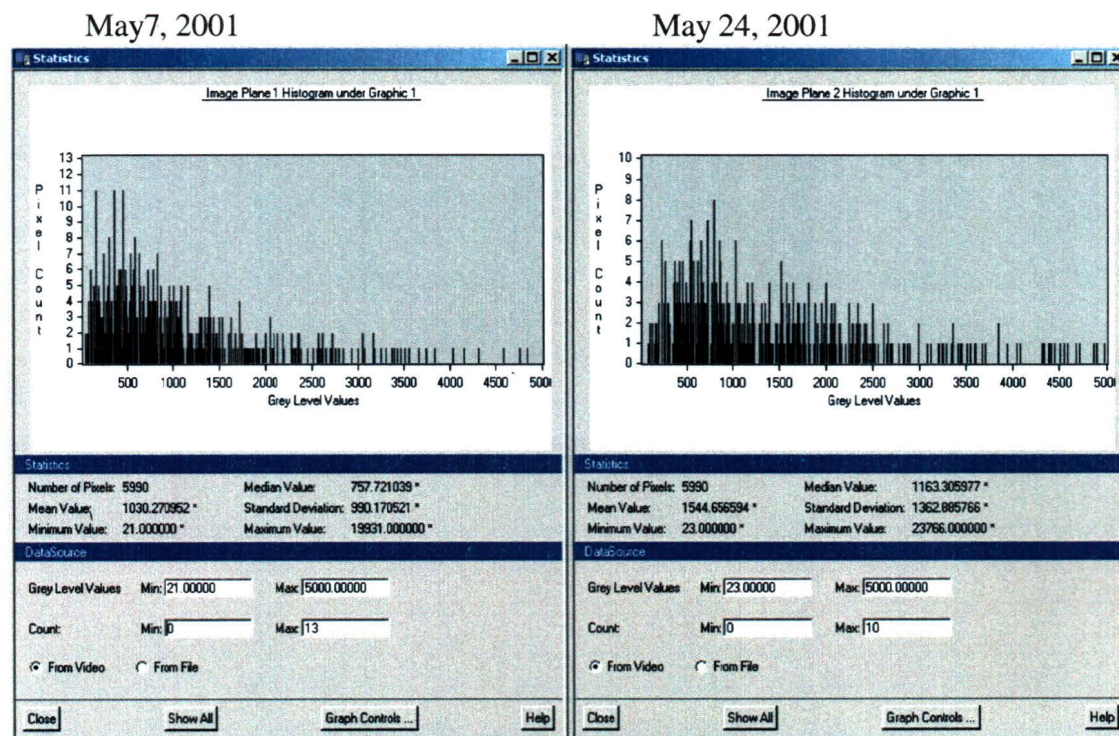 May7, 2001
Statistics
Image Plane 1 Histogram under Graphic 1
Pixel Count
13
12
11
10
9
8
7
6
5
4
3
2
1
0
500 1000 1500 2000 2500 3000 3500 4000 4500 5000
Grey Level Values
Statistics
Number of Pixels: 5990 Median Value: 757.721039 *
Mean Value: 1030.270952 * Standard Deviation: 990.170521 *
Minimum Value: 21.000000 * Maximum Value: 19931.000000 *
DataSource
Grey Level Values Min: 21.00000 Max: 5000.00000
Count: Min: 0 Max: 13
From Video From File
Close Show All Graph Controls ... Help
May 24, 2001
Statistics
Image Plane 2 Histogram under Graphic 1
Pixel Count
10
9
8
7
6
5
4
3
2
1
0
500 1000 1500 2000 2500 3000 3500 4000 4500 500
Grey Level Values
Statistics
Number of Pixels: 5990 Median Value: 1163.305977 *
Mean Value: 1544.656594 * Standard Deviation: 1362.885766 *
Minimum Value: 23.000000 * Maximum Value: 23766.000000 *
DataSource
Grey Level Values Min: 23.00000 Max: 5000.00000
Count: Min: 0 Max: 10
From Video From File
Close Show All Graph Controls ... Help